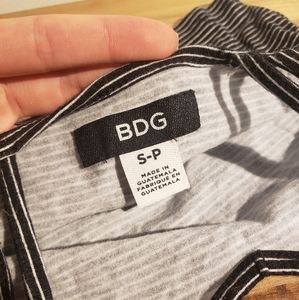 BDG
S-P
MADE IN
GUATEMALA
FABRIQUÉ EN
GUATEMALA